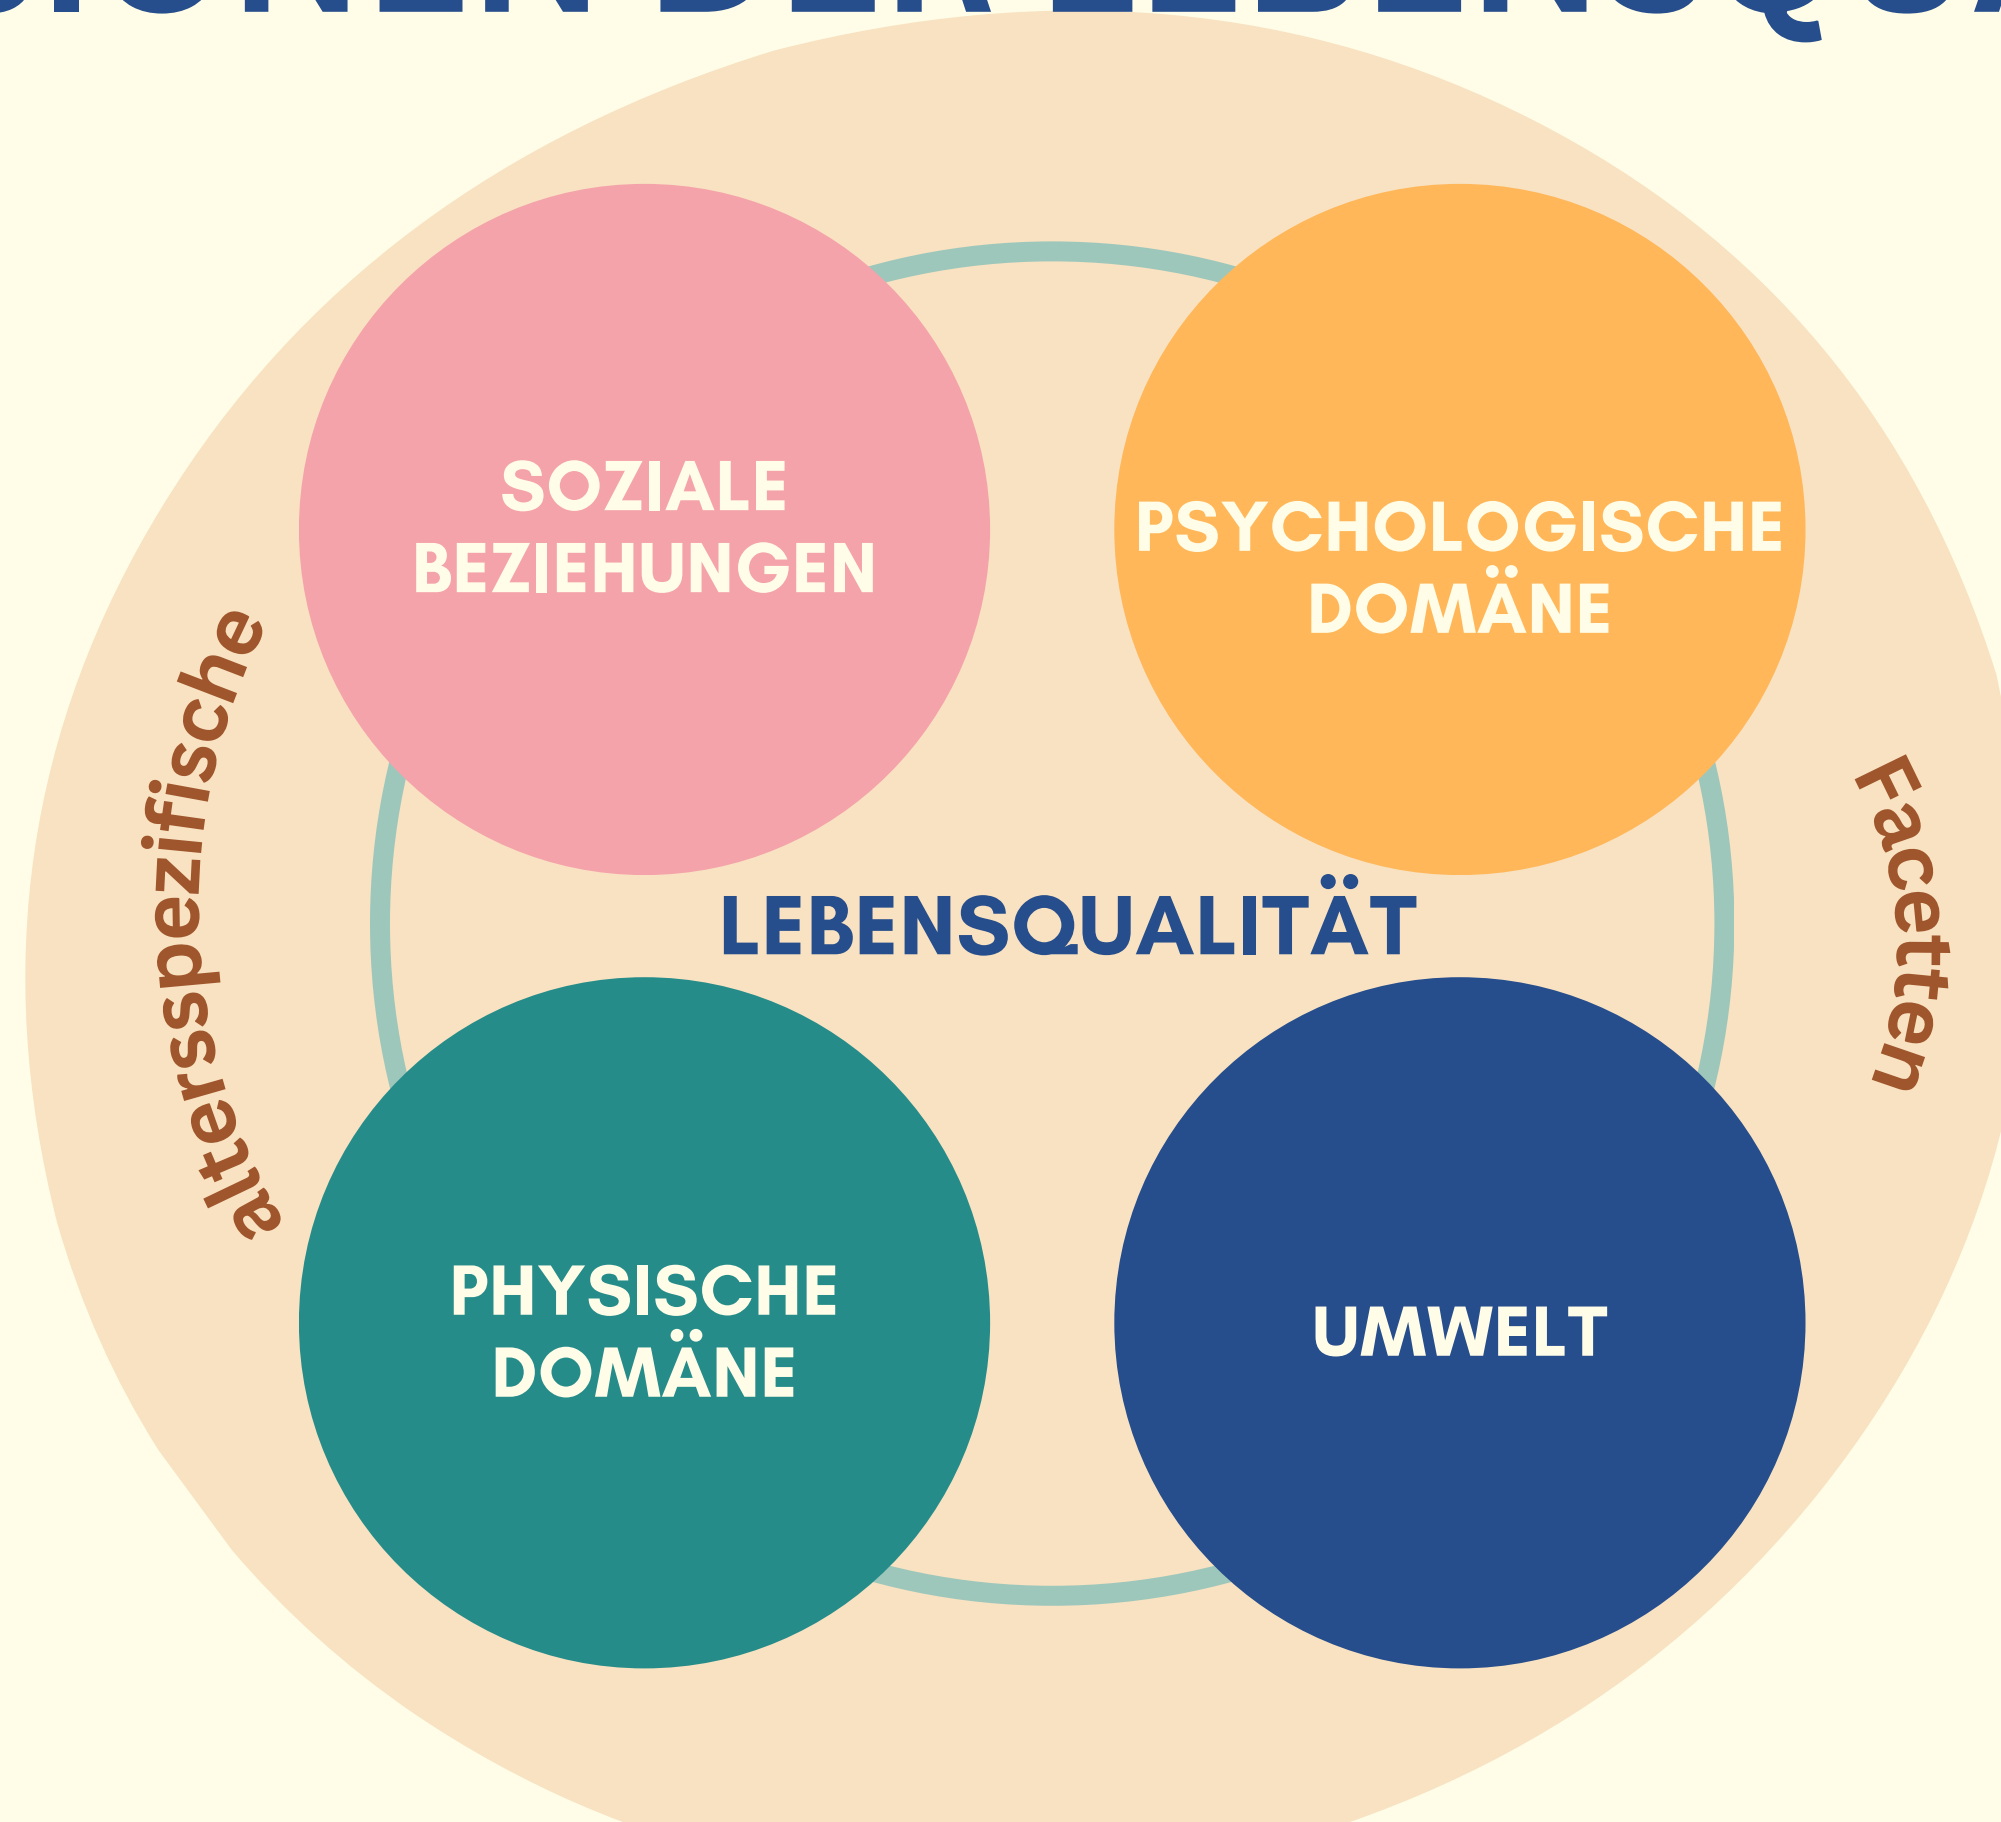 SOZIALE
BEZIEHUNGEN
PSYCHOLOGISCHE
DOMÄNE
altersspezifische
Facetten
LEBENSQUALITÄT
PHYSISCHE
DOMÄNE
UMWELT